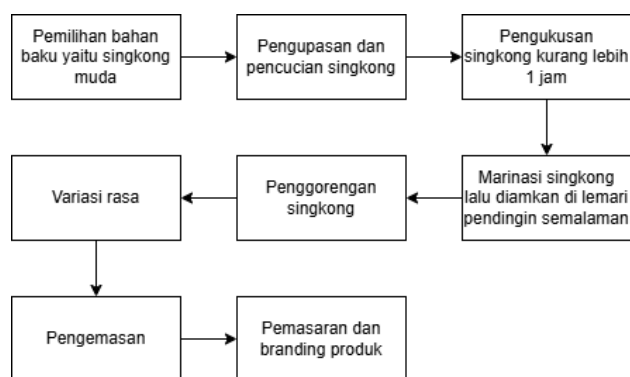 Pemilihan bahan
baku yaitu singkong
muda
Pengupasan dan
pencucian singkong
Pengukusan
singkong kurang lebih
1 jam
Marinasi singkong
lalu diamkan di lemari
pendingin semalaman
Penggorengan
singkong
Variasi rasa
Pengemasan
Pemasaran dan
branding produk